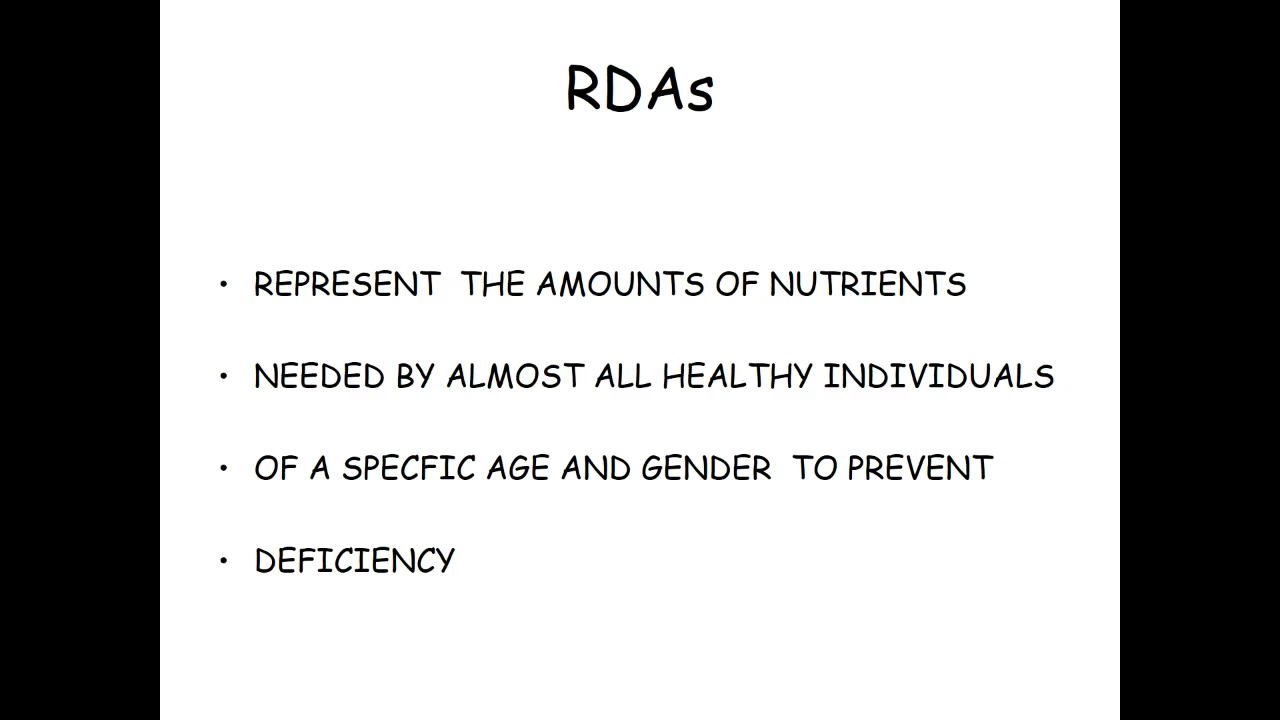 RDAs
• REPRESENT THE AMOUNTS OF NUTRIENTS
• NEEDED BY ALMOST ALL HEALTHY INDIVIDUALS
• OF A SPECFIC AGE AND GENDER TO PREVENT
• DEFICIENCY